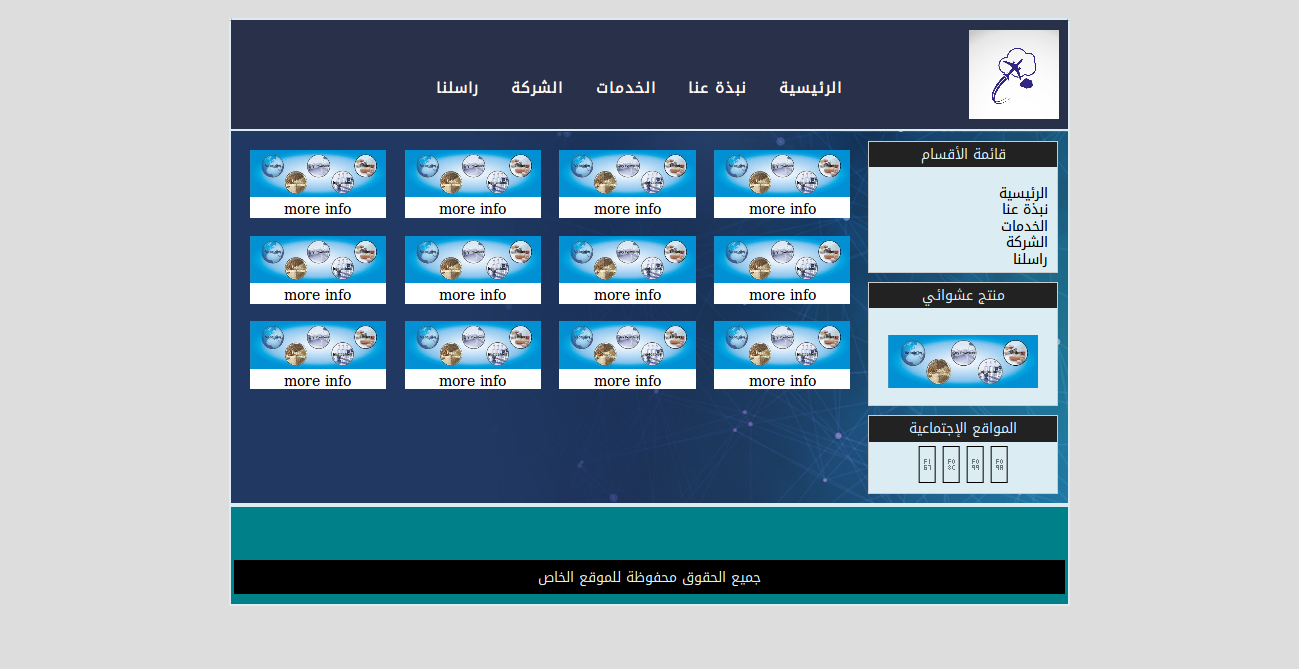 الرئيسية نبذة عنا الخدمات الشركة راسلنا
قائمة الأقسام
الرئيسية
نبذة عنا
الخدمات
الشركة
راسلنا
منتج عشوائي
المواقع الإجتماعية
more info more info more info more info
more info more info more info more info
more info more info more info more info
جميع الحقوق محفوظة للموقع الخاص